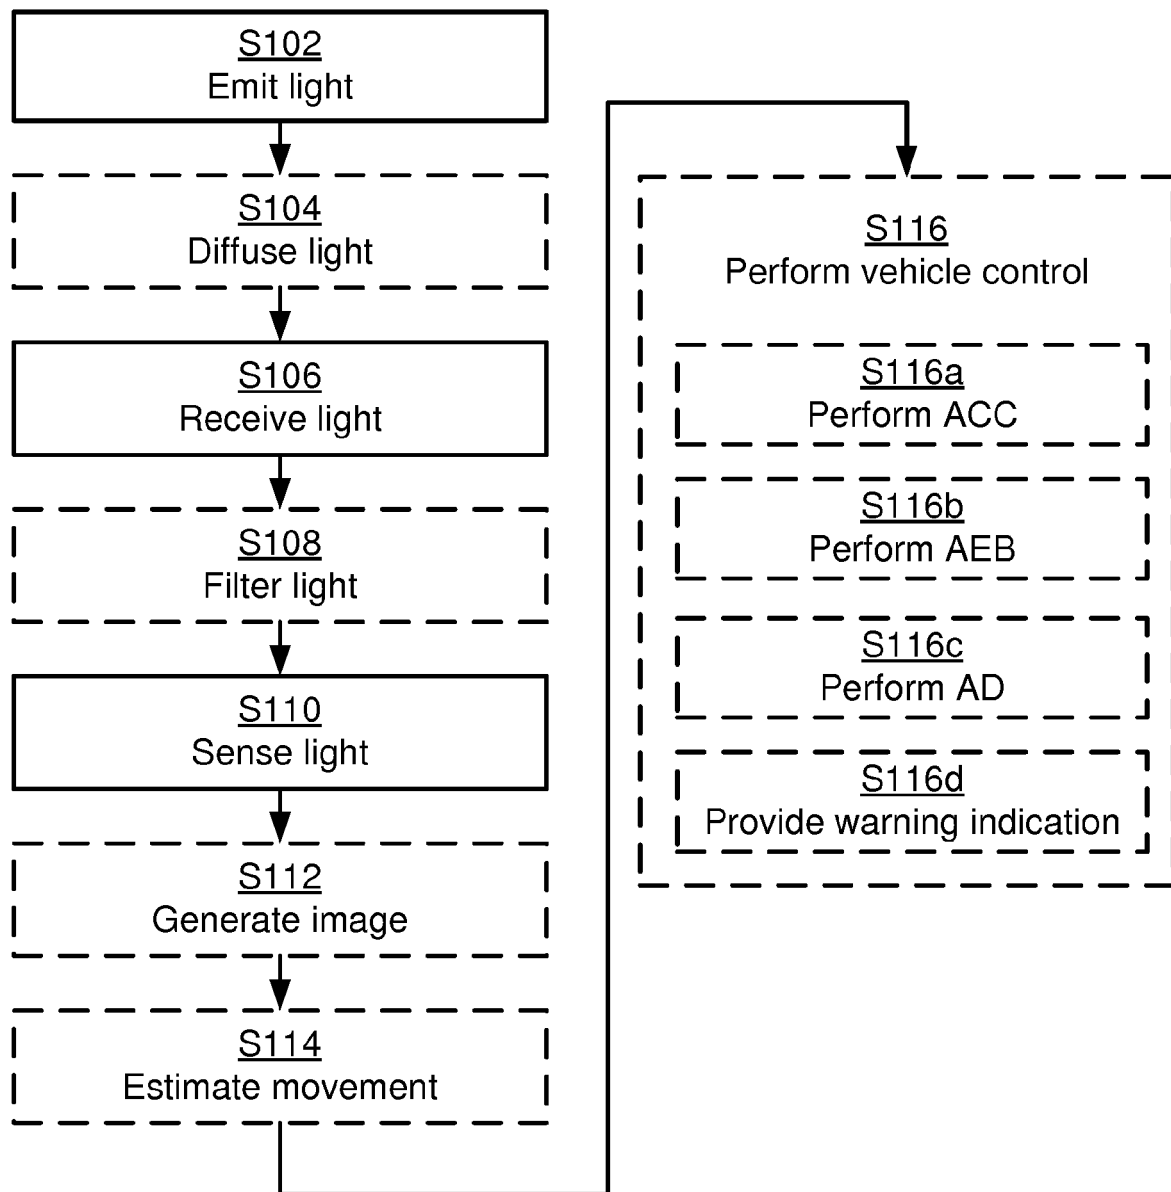 S102
Emit light
S104
Diffuse light
S106
Receive light
S108
Filter light
S110
Sense light
S112
Generate image
S114
Estimate movement
S116
Perform vehicle control
S116a
Perform ACC
S116b
Perform AEB
S116c
Perform AD
S116d
Provide warning indication